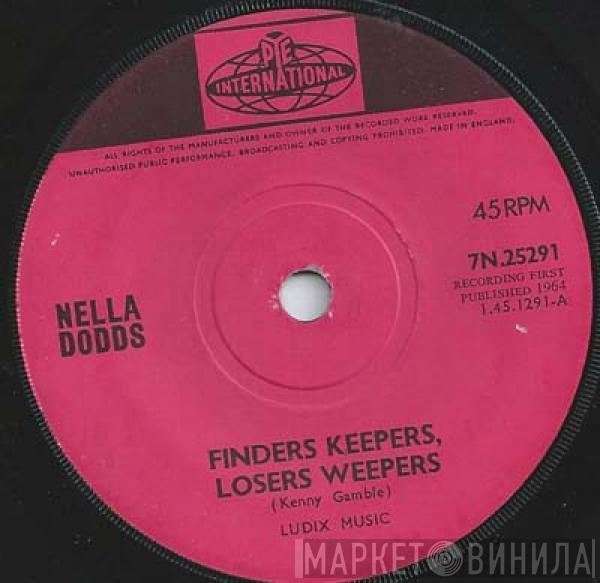 PYE
INTERNATIONAL
ALL RIGHTS OF THE MANUFACTURERS AND OWNER OF THE RECORDED WORK RESERVED.
UNAUTHORISED PUBLIC PERFORMANCE, BROADCASTING AND COPYING PROHIBITED. MADE IN ENGLAND.
45 RPM
7N.25291
RECORDING FIRST
PUBLISHED 1964
1.45.1291-A
NELLA
DODDS
FINDERS KEEPERS,
LOSERS WEEPERS
(Kenny Gamble)
LUDIX MUSIC
МАРКЕТ ВИНИЛА